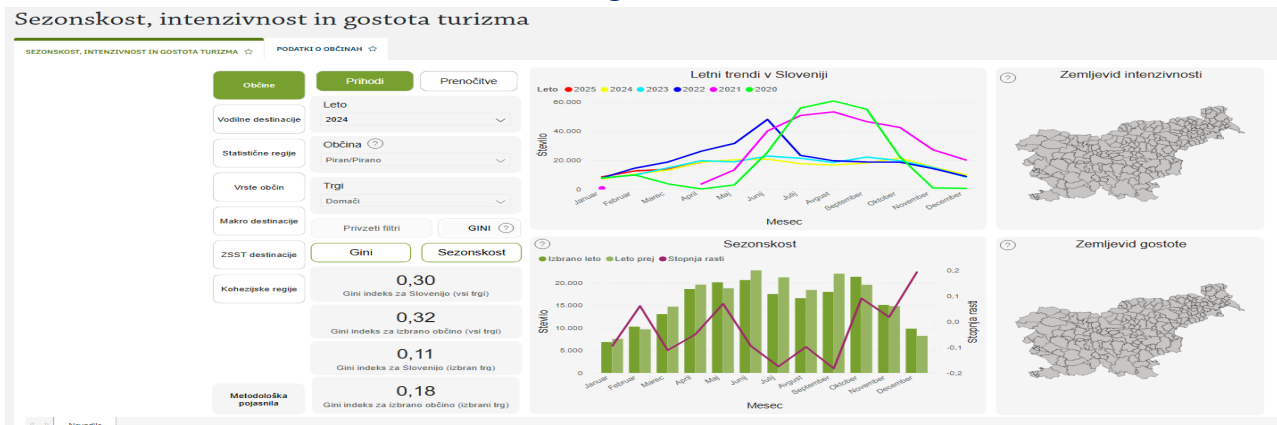 Sezonskost, intenzivnost in gostota turizma
SEZONSKOST, INTENZIVNOST IN GOSTOTA TURIZMA
PODATKI O OBČINAH
Občine
Vodilne destinacije
Statistične regije
Vrste občin
Makro destinacije
ZSST destinacije
Kohezijske regije
Metodološka
pojasnila
Prihodi
Prenočitve
Leto
2024
Občina ?
Piran/Pirano
Trgi
Domači
Privzeti filtri
GINI ?
Gini
Sezonskost
0,30
Gini indeks za Slovenijo (vsi trgi)
0,32
Gini indeks za izbrano občino (vsi trgi)
0,11
Gini indeks za Slovenijo (izbran trg)
0,18
Gini indeks za izbrano občino (izbrani trg)
Letni trendi v Sloveniji
Leto 2025 2024 2023 2022 2021 2020
Število
60.000
40.000
20.000
0
Januar Februar Marec April Maj Junij Julij Avgust September Oktober November December
Mesec
?
Sezonskost
Izbrano leto Leto prej Stopnja rasti
Število
20.000
15.000
10.000
5.000
0
0,2
0,1
0,0
-0,1
-0,2
Stopnja rasti
Januar Februar Marec April Maj Junij Julij Avgust September Oktober November December
Mesec
?
Zemljevid intenzivnosti
?
Zemljevid gostote